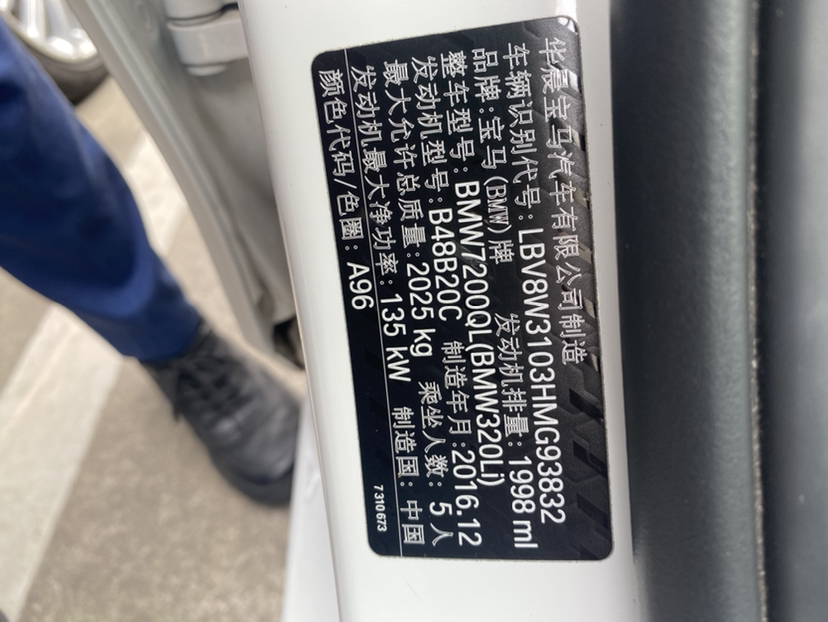 华晨宝马汽车有限公司制造
车辆识别代号:LBV8W3103HMG93832
品牌:宝马(BMW)牌 发动机排量:1998 ml
整车型号:BMW7200QL(BMW320Li)
发动机型号:B48B20C 制造年月:2016.12
最大允许总质量:2025 kg 乘坐人数:5人
发动机最大净功率:135 kW 制造国:中国
颜色代码/色圈:A96
7 310 673